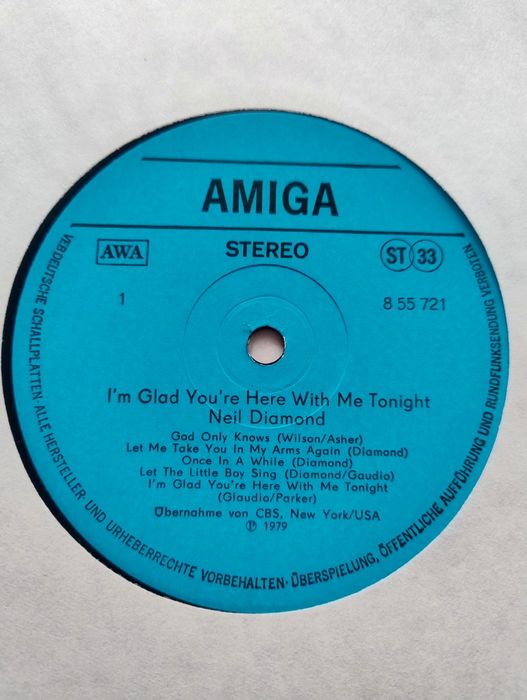 AMIGA
AWA
STEREO
ST 33
1
8 55 721
I'm Glad You're Here With Me Tonight
Neil Diamond
God Only Knows (Wilson/Asher)
Let Me Take You In My Arms Again (Diamond)
Once In A While (Diamond)
Let The Little Boy Sing (Diamond/Gaudio)
I'm Glad You're Here With Me Tonight
(Glaudio/Parker)
Übernahme von CBS, New York/USA
Ⓟ 1979
VEB DEUTSCHE SCHALLPLATTEN · ALLE HERSTELLER- UND URHEBERRECHTE VORBEHALTEN · ÜBERSPIELUNG, ÖFFENTLICHE AUFFÜHRUNG UND RUNDFUNKSENDUNG VERBOTEN